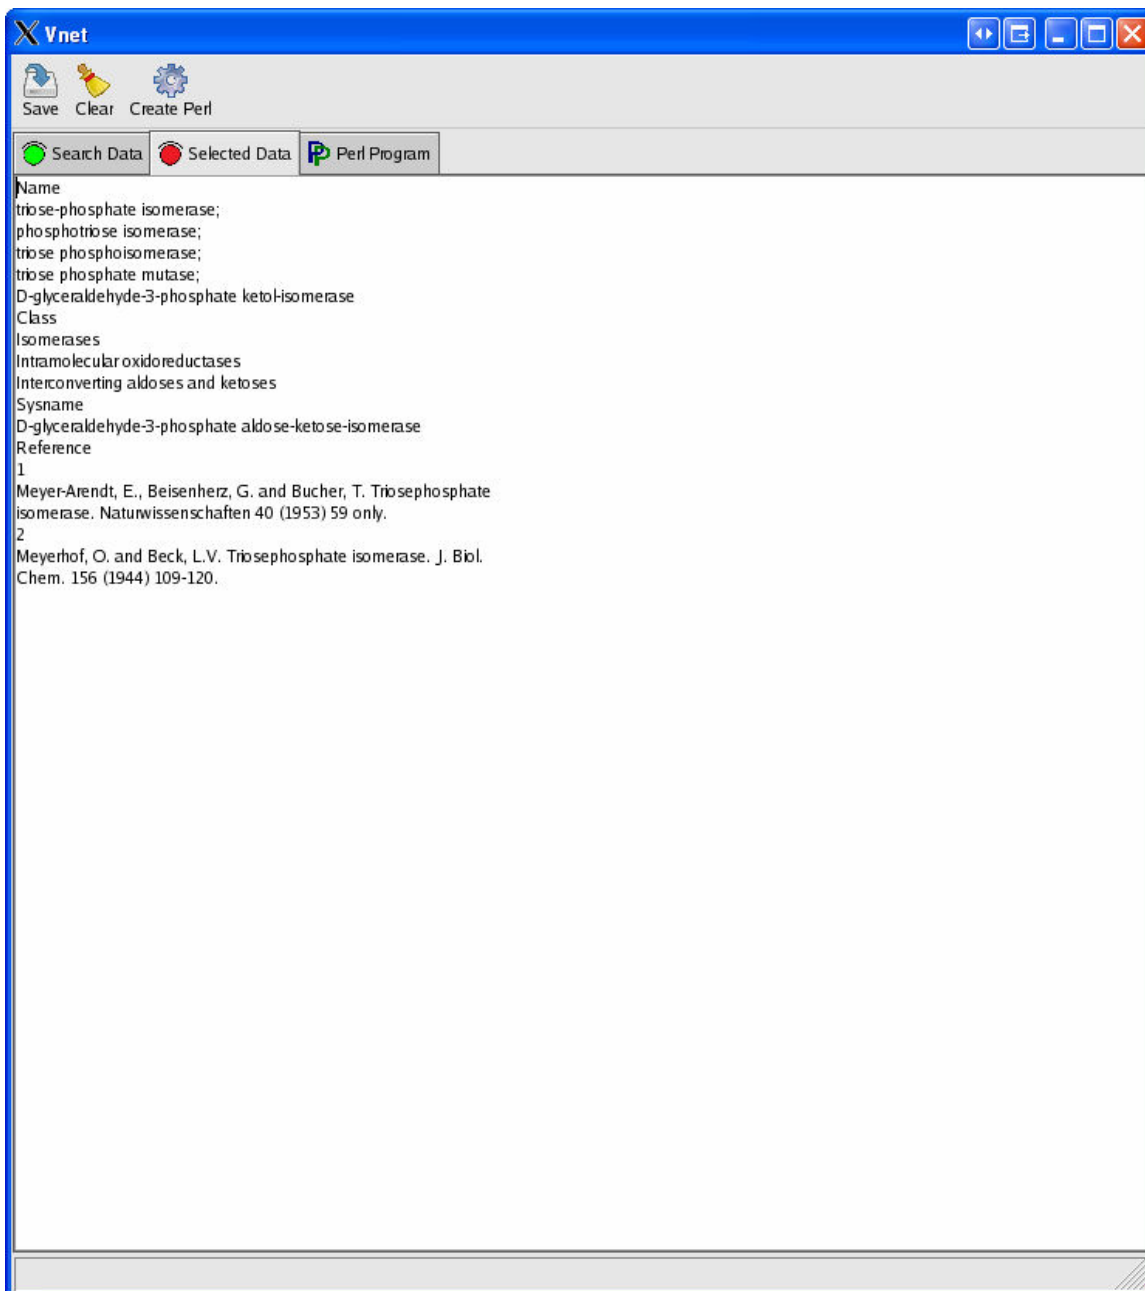 Vnet
Save Clear Create Perl
Search Data Selected Data Perl Program
Name
triose-phosphate isomerase;
phosphotriose isomerase;
triose phosphoisomerase;
triose phosphate mutase;
D-glyceraldehyde-3-phosphate ketol-isomerase
Class
Isomerases
Intramolecular oxidoreductases
Interconverting aldoses and ketoses
Sysname
D-glyceraldehyde-3-phosphate aldose-ketose-isomerase
Reference
1
Meyer-Arendt, E., Beisenherz, G. and Bucher, T. Triosephosphate
isomerase. Naturwissenschaften 40 (1953) 59 only.
2
Meyerhof, O. and Beck, L.V. Triosephosphate isomerase. J. Biol.
Chem. 156 (1944) 109-120.